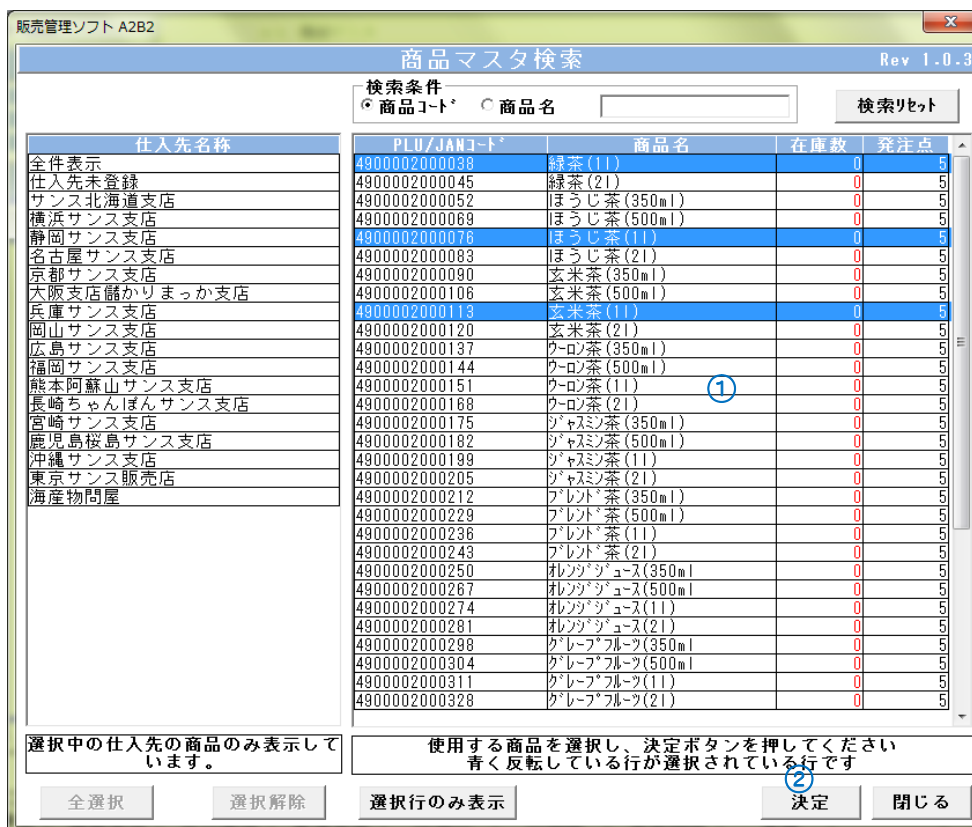 販売管理ソフト A2B2
商品マスタ検索 Rev 1.0.3
検索条件
商品ｺｰﾄﾞ 商品名 検索ﾘｾｯﾄ
仕入先名称
全件表示
仕入先未登録
サンス北海道支店
横浜サンス支店
静岡サンス支店
名古屋サンス支店
京都サンス支店
大阪支店儲かりまっか支店
兵庫サンス支店
岡山サンス支店
広島サンス支店
福岡サンス支店
熊本阿蘇山サンス支店
長崎ちゃんぽんサンス支店
宮崎サンス支店
鹿児島桜島サンス支店
沖縄サンス支店
東京サンス販売店
海産物問屋
PLU/JANｺｰﾄﾞ 商品名 在庫数 発注点
4900002000038 緑茶(1l) 0 5
4900002000045 緑茶(2l) 0 5
4900002000052 ほうじ茶(350ml) 0 5
4900002000069 ほうじ茶(500ml) 0 5
4900002000076 ほうじ茶(1l) 0 5
4900002000083 ほうじ茶(2l) 0 5
4900002000090 玄米茶(350ml) 0 5
4900002000106 玄米茶(500ml) 0 5
4900002000113 玄米茶(1l) 0 5
4900002000120 玄米茶(2l) 0 5
4900002000137 ｳｰﾛﾝ茶(350ml) 0 5
4900002000144 ｳｰﾛﾝ茶(500ml) 0 5
4900002000151 ｳｰﾛﾝ茶(1l) ① 0 5
4900002000168 ｳｰﾛﾝ茶(2l) 0 5
4900002000175 ｼﾞｬｽﾐﾝ茶(350ml) 0 5
4900002000182 ｼﾞｬｽﾐﾝ茶(500ml) 0 5
4900002000199 ｼﾞｬｽﾐﾝ茶(1l) 0 5
4900002000205 ｼﾞｬｽﾐﾝ茶(2l) 0 5
4900002000212 ﾌﾞﾚﾝﾄﾞ茶(350ml) 0 5
4900002000229 ﾌﾞﾚﾝﾄﾞ茶(500ml) 0 5
4900002000236 ﾌﾞﾚﾝﾄﾞ茶(1l) 0 5
4900002000243 ﾌﾞﾚﾝﾄﾞ茶(2l) 0 5
4900002000250 ｵﾚﾝｼﾞｼﾞｭｰｽ(350ml 0 5
4900002000267 ｵﾚﾝｼﾞｼﾞｭｰｽ(500ml 0 5
4900002000274 ｵﾚﾝｼﾞｼﾞｭｰｽ(1l) 0 5
4900002000281 ｵﾚﾝｼﾞｼﾞｭｰｽ(2l) 0 5
4900002000298 ｸﾞﾚｰﾌﾟﾌﾙｰﾂ(350ml 0 5
4900002000304 ｸﾞﾚｰﾌﾟﾌﾙｰﾂ(500ml 0 5
4900002000311 ｸﾞﾚｰﾌﾟﾌﾙｰﾂ(1l) 0 5
4900002000328 ｸﾞﾚｰﾌﾟﾌﾙｰﾂ(2l) 0 5
選択中の仕入先の商品のみ表示して
います。
使用する商品を選択し、決定ボタンを押してください
青く反転している行が選択されている行です
②
全選択 選択解除 選択行のみ表示 決定 閉じる